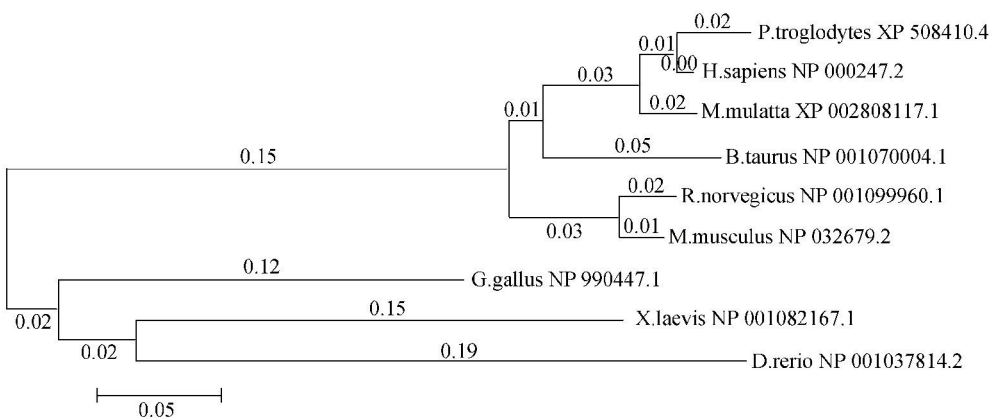 0.02
P.troglodytes XP 508410.4
0.01
0.00
H.sapiens NP 000247.2
0.03
0.02
M.mulatta XP 002808117.1
0.01
0.05
B.taurus NP 001070004.1
0.15
0.02
R.norvegicus NP 001099960.1
0.03
0.01
M.musculus NP 032679.2
0.12
G.gallus NP 990447.1
0.02
0.15
X.laevis NP 001082167.1
0.02
0.19
D.rerio NP 001037814.2
0.05